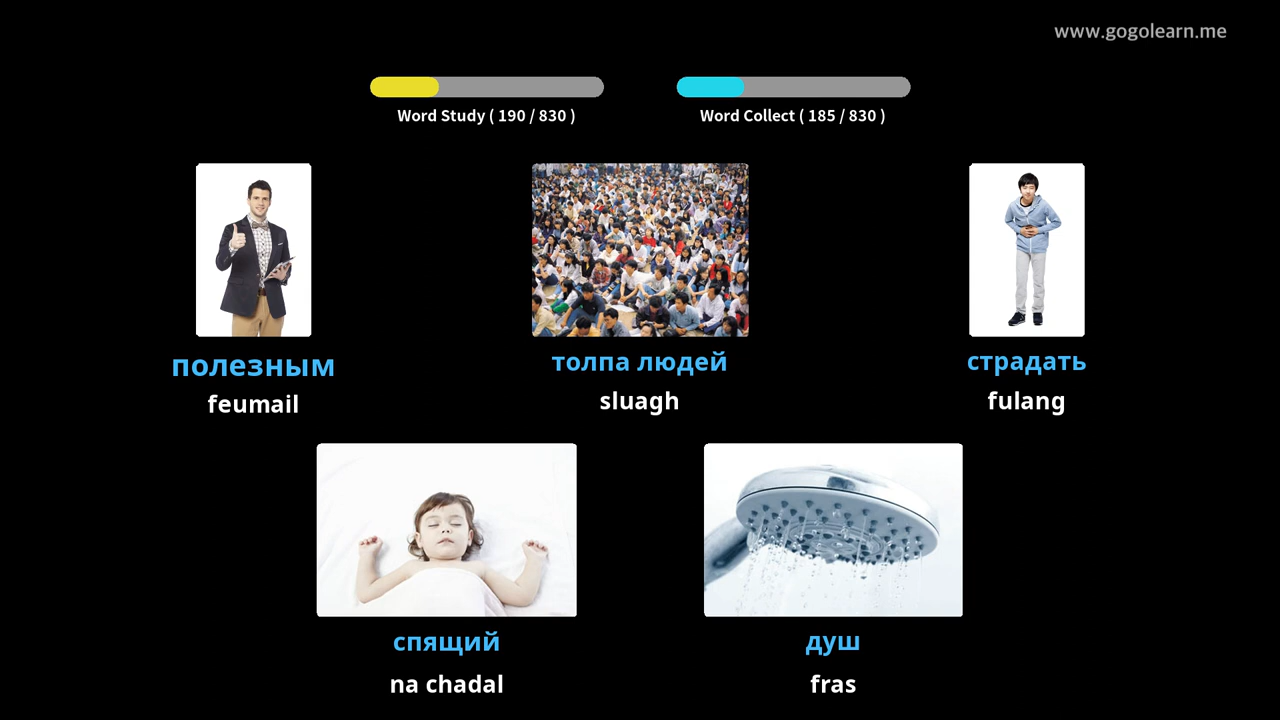 www.gogolearn.me
Word Study ( 190 / 830 )
Word Collect ( 185 / 830 )
полезным
feumail
толпа людей
sluagh
страдать
fulang
спящий
na chadal
душ
fras